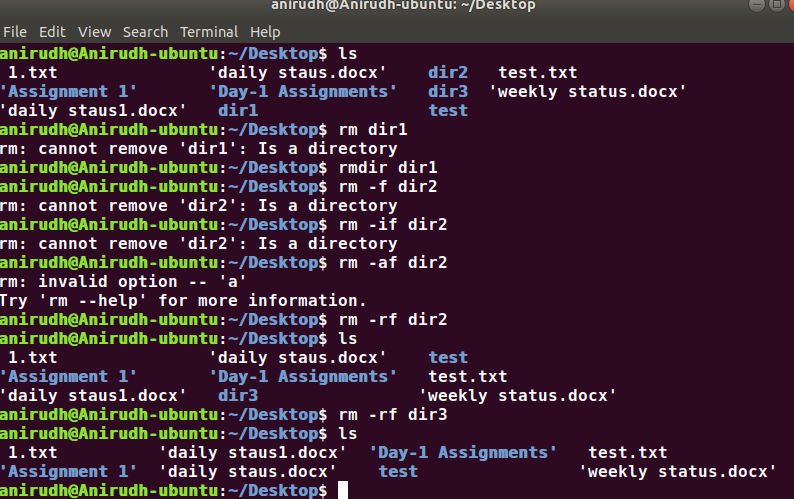 anirudh@Anirudh-ubuntu: ~/Desktop
File Edit View Search Terminal Help
anirudh@Anirudh-ubuntu:~/Desktop$ ls
1.txt 'daily staus.docx' dir2 test.txt
'Assignment 1' 'Day-1 Assignments' dir3 'weekly status.docx'
'daily staus1.docx' dir1 test
anirudh@Anirudh-ubuntu:~/Desktop$ rm dir1
rm: cannot remove 'dir1': Is a directory
anirudh@Anirudh-ubuntu:~/Desktop$ rmdir dir1
anirudh@Anirudh-ubuntu:~/Desktop$ rm -f dir2
rm: cannot remove 'dir2': Is a directory
anirudh@Anirudh-ubuntu:~/Desktop$ rm -if dir2
rm: cannot remove 'dir2': Is a directory
anirudh@Anirudh-ubuntu:~/Desktop$ rm -af dir2
rm: invalid option -- 'a'
Try 'rm --help' for more information.
anirudh@Anirudh-ubuntu:~/Desktop$ rm -rf dir2
anirudh@Anirudh-ubuntu:~/Desktop$ ls
1.txt 'daily staus.docx' test
'Assignment 1' 'Day-1 Assignments' test.txt
'daily staus1.docx' dir3 'weekly status.docx'
anirudh@Anirudh-ubuntu:~/Desktop$ rm -rf dir3
anirudh@Anirudh-ubuntu:~/Desktop$ ls
1.txt 'daily staus1.docx' 'Day-1 Assignments' test.txt
'Assignment 1' 'daily staus.docx' test 'weekly status.docx'
anirudh@Anirudh-ubuntu:~/Desktop$